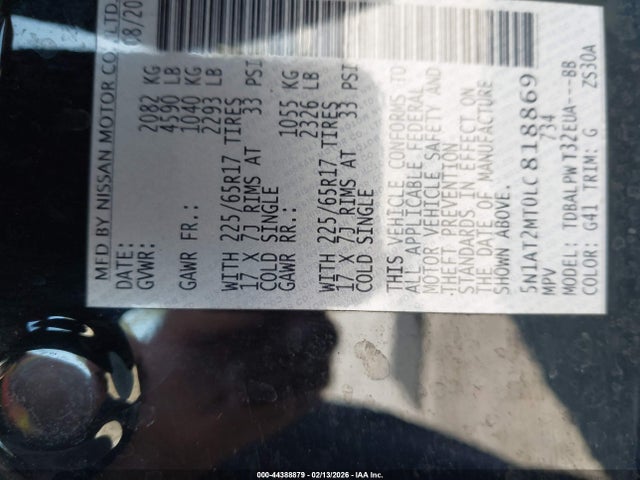 MFD BY NISSAN MOTOR CO., LTD.
DATE: 08/20
GVWR: 2082 KG
4590 LB
GAWR FR.: 1040 KG
2293 LB
WITH 225/65R17 TIRES
17 X 7J RIMS AT 33 PSI
COLD SINGLE
GAWR RR.: 1055 KG
2326 LB
WITH 225/65R17 TIRES
17 X 7J RIMS AT 33 PSI
COLD SINGLE
THIS VEHICLE CONFORMS TO
ALL APPLICABLE FEDERAL
MOTOR VEHICLE SAFETY AND
THEFT PREVENTION
STANDARDS IN EFFECT ON
THE DATE OF MANUFACTURE
SHOWN ABOVE.
5N1AT2MT0LC818869
MPV 734
MODEL: TDBALPWT32EUA---BB
COLOR: G41 TRIM: G ZS30A
000-44388879 - 02/13/2026 - IAA Inc.